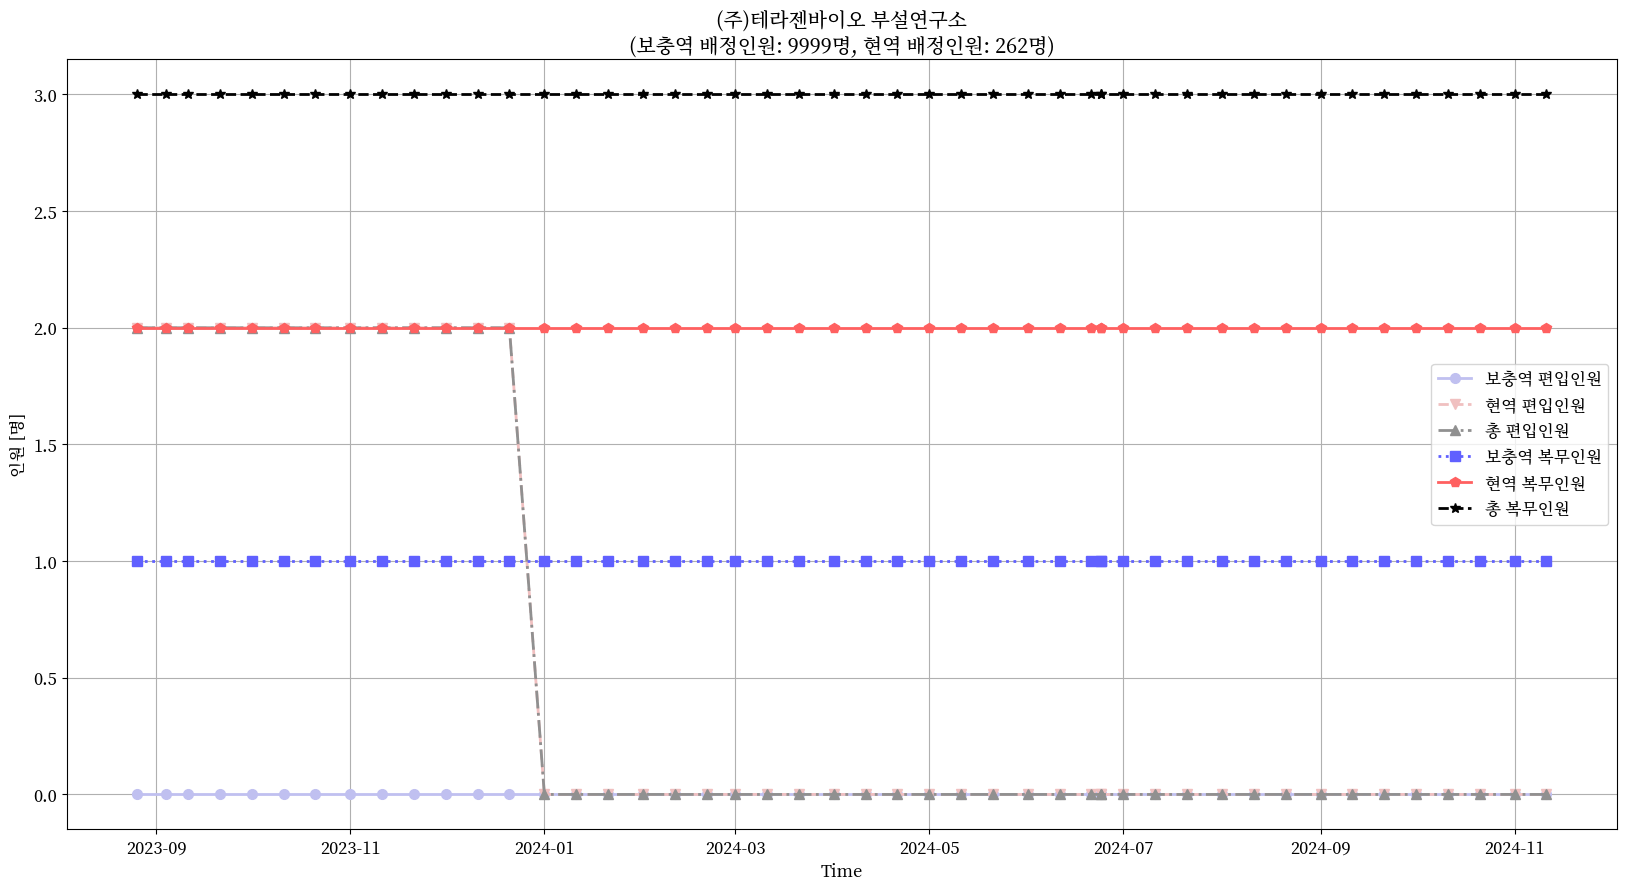 (주)테라젠바이오 부설연구소
(보충역 배정인원: 9999명, 현역 배정인원: 262명)
3.0
2.5
2.0
1.5
1.0
0.5
0.0
인원 [명]
보충역 편입인원
현역 편입인원
총 편입인원
보충역 복무인원
현역 복무인원
총 복무인원
2023-09 2023-11 2024-01 2024-03 2024-05 2024-07 2024-09 2024-11
Time